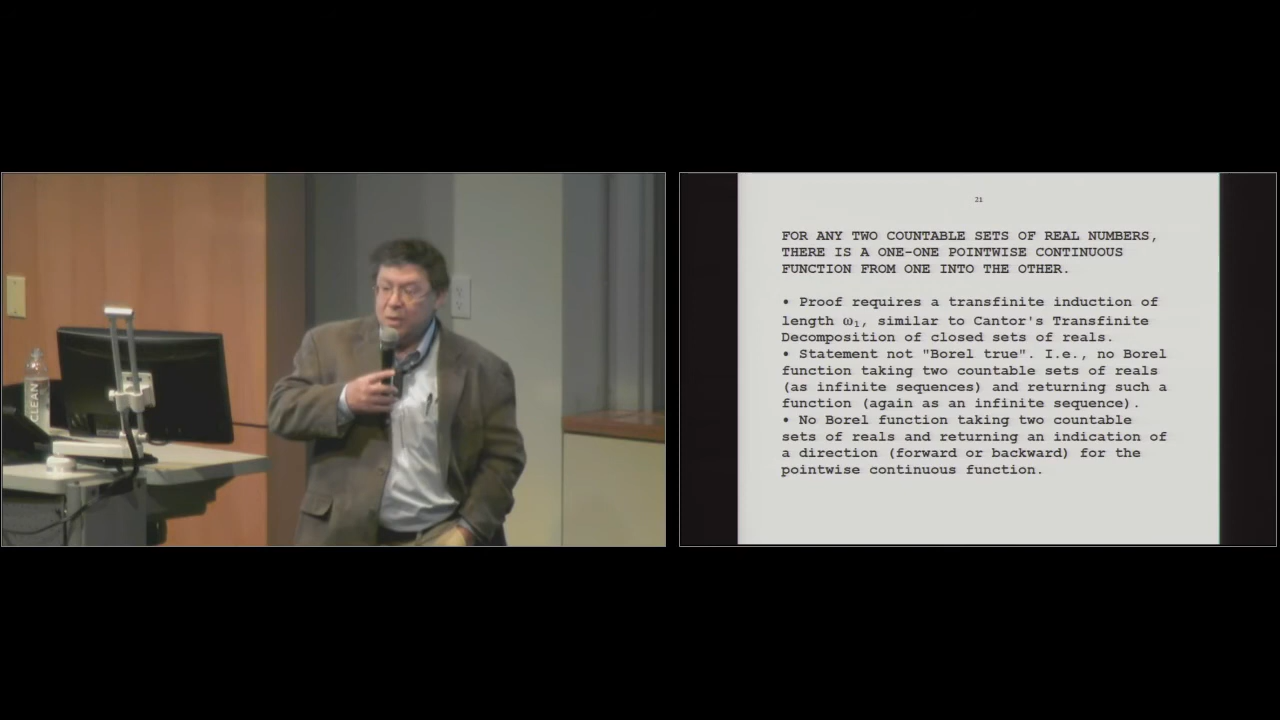 CLEAN
21
FOR ANY TWO COUNTABLE SETS OF REAL NUMBERS,
THERE IS A ONE-ONE POINTWISE CONTINUOUS
FUNCTION FROM ONE INTO THE OTHER.
• Proof requires a transfinite induction of
length ω₁, similar to Cantor's Transfinite
Decomposition of closed sets of reals.
• Statement not "Borel true". I.e., no Borel
function taking two countable sets of reals
(as infinite sequences) and returning such a
function (again as an infinite sequence).
• No Borel function taking two countable
sets of reals and returning an indication of
a direction (forward or backward) for the
pointwise continuous function.